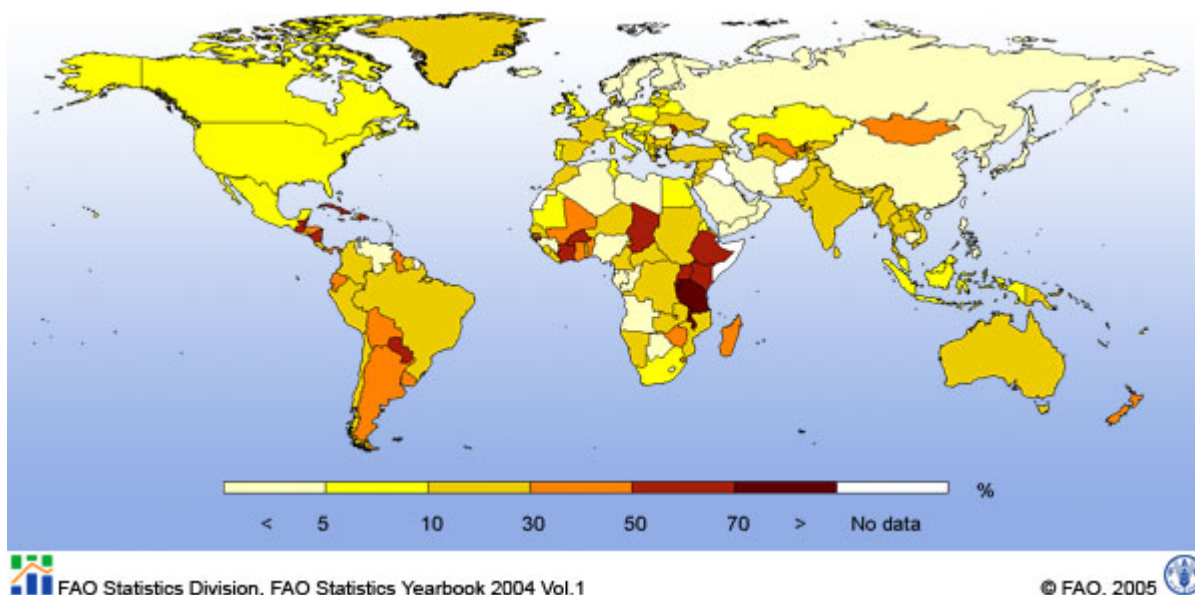 %
< 5 10 30 50 70 > No data
FAO Statistics Division, FAO Statistics Yearbook 2004 Vol.1
© FAO, 2005